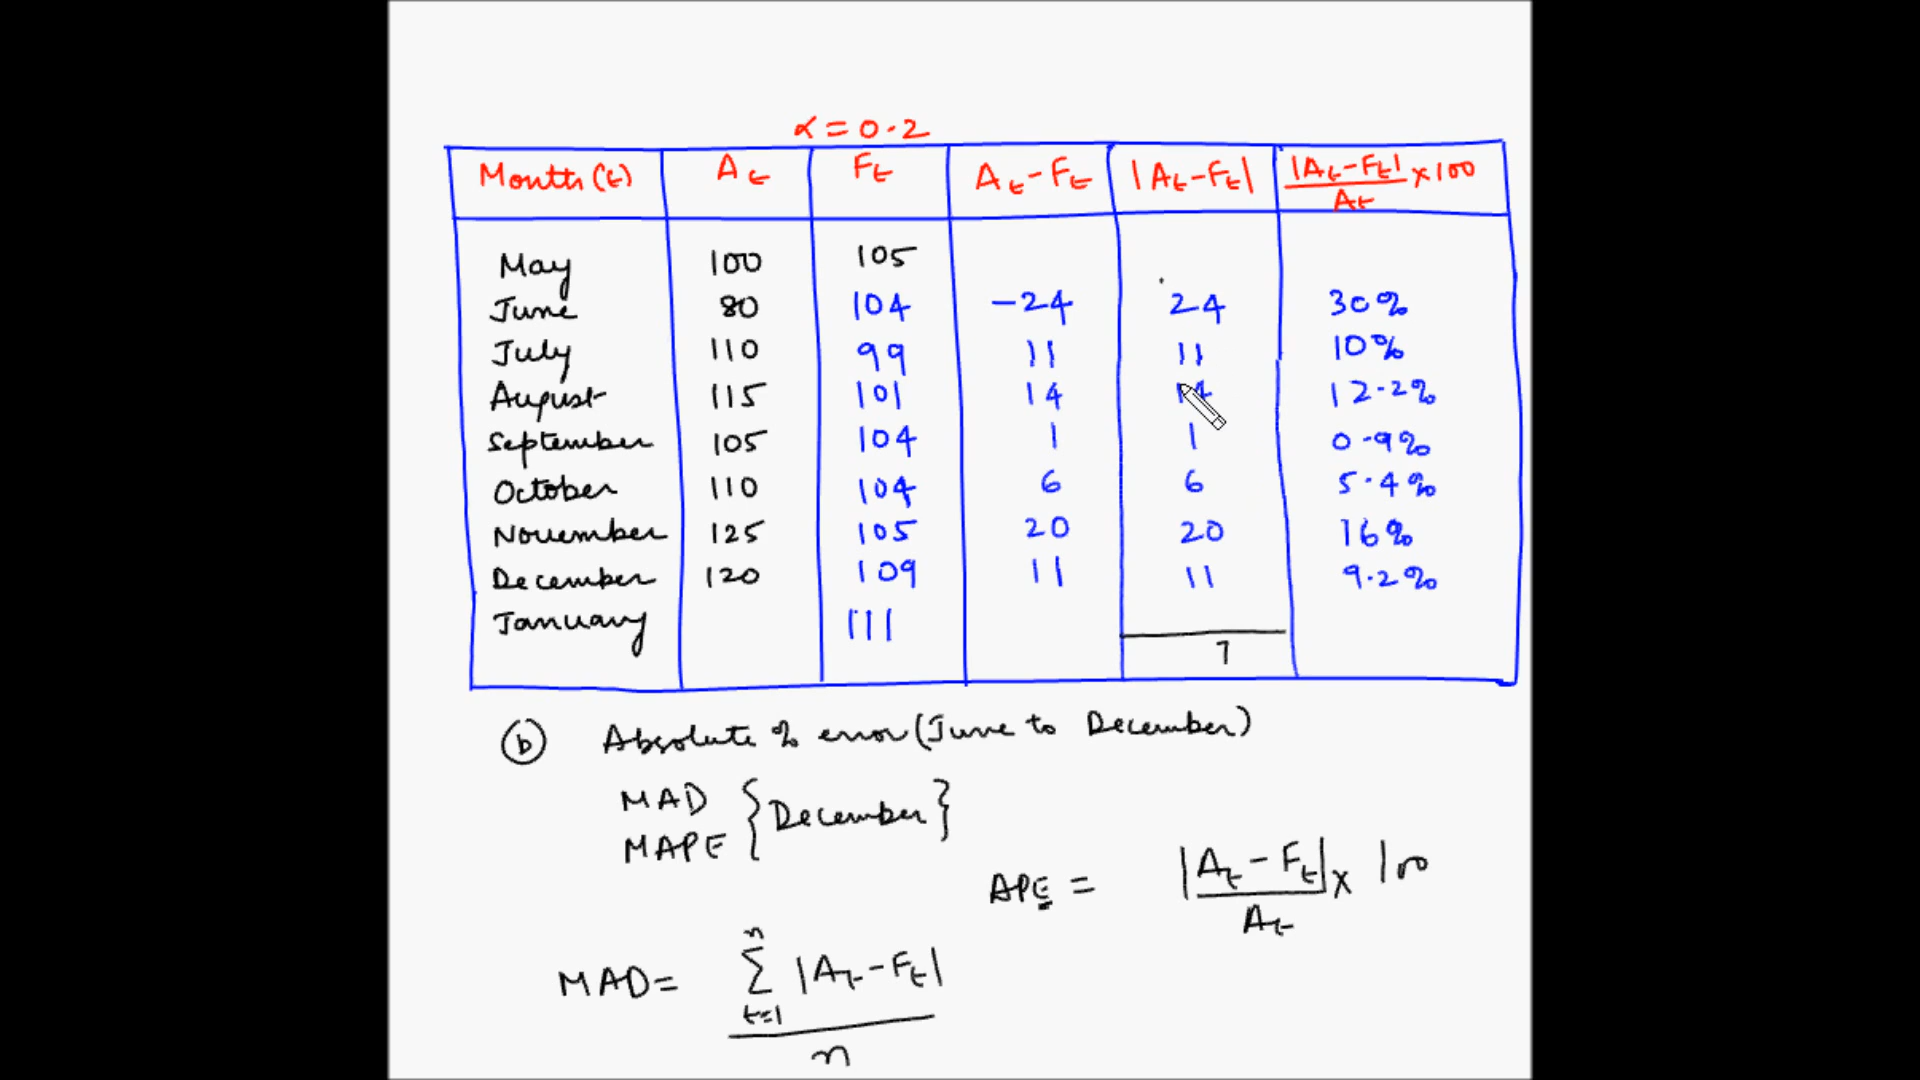 α = 0.2
Month (t) At Ft At - Ft |At - Ft| |At - Ft| / At × 100
May 100 105
June 80 104 -24 24 30%
July 110 99 11 11 10%
August 115 101 14 14 12.2%
September 105 104 1 1 0.9%
October 110 104 6 6 5.4%
November 125 105 20 20 16%
December 120 109 11 11 9.2%
January 111
7
(b) Absolute % error (June to December)
MAD
MAPE { December }
APE = |At - Ft| / At × 100
MAD = n Σ t=1 |At - Ft| / n